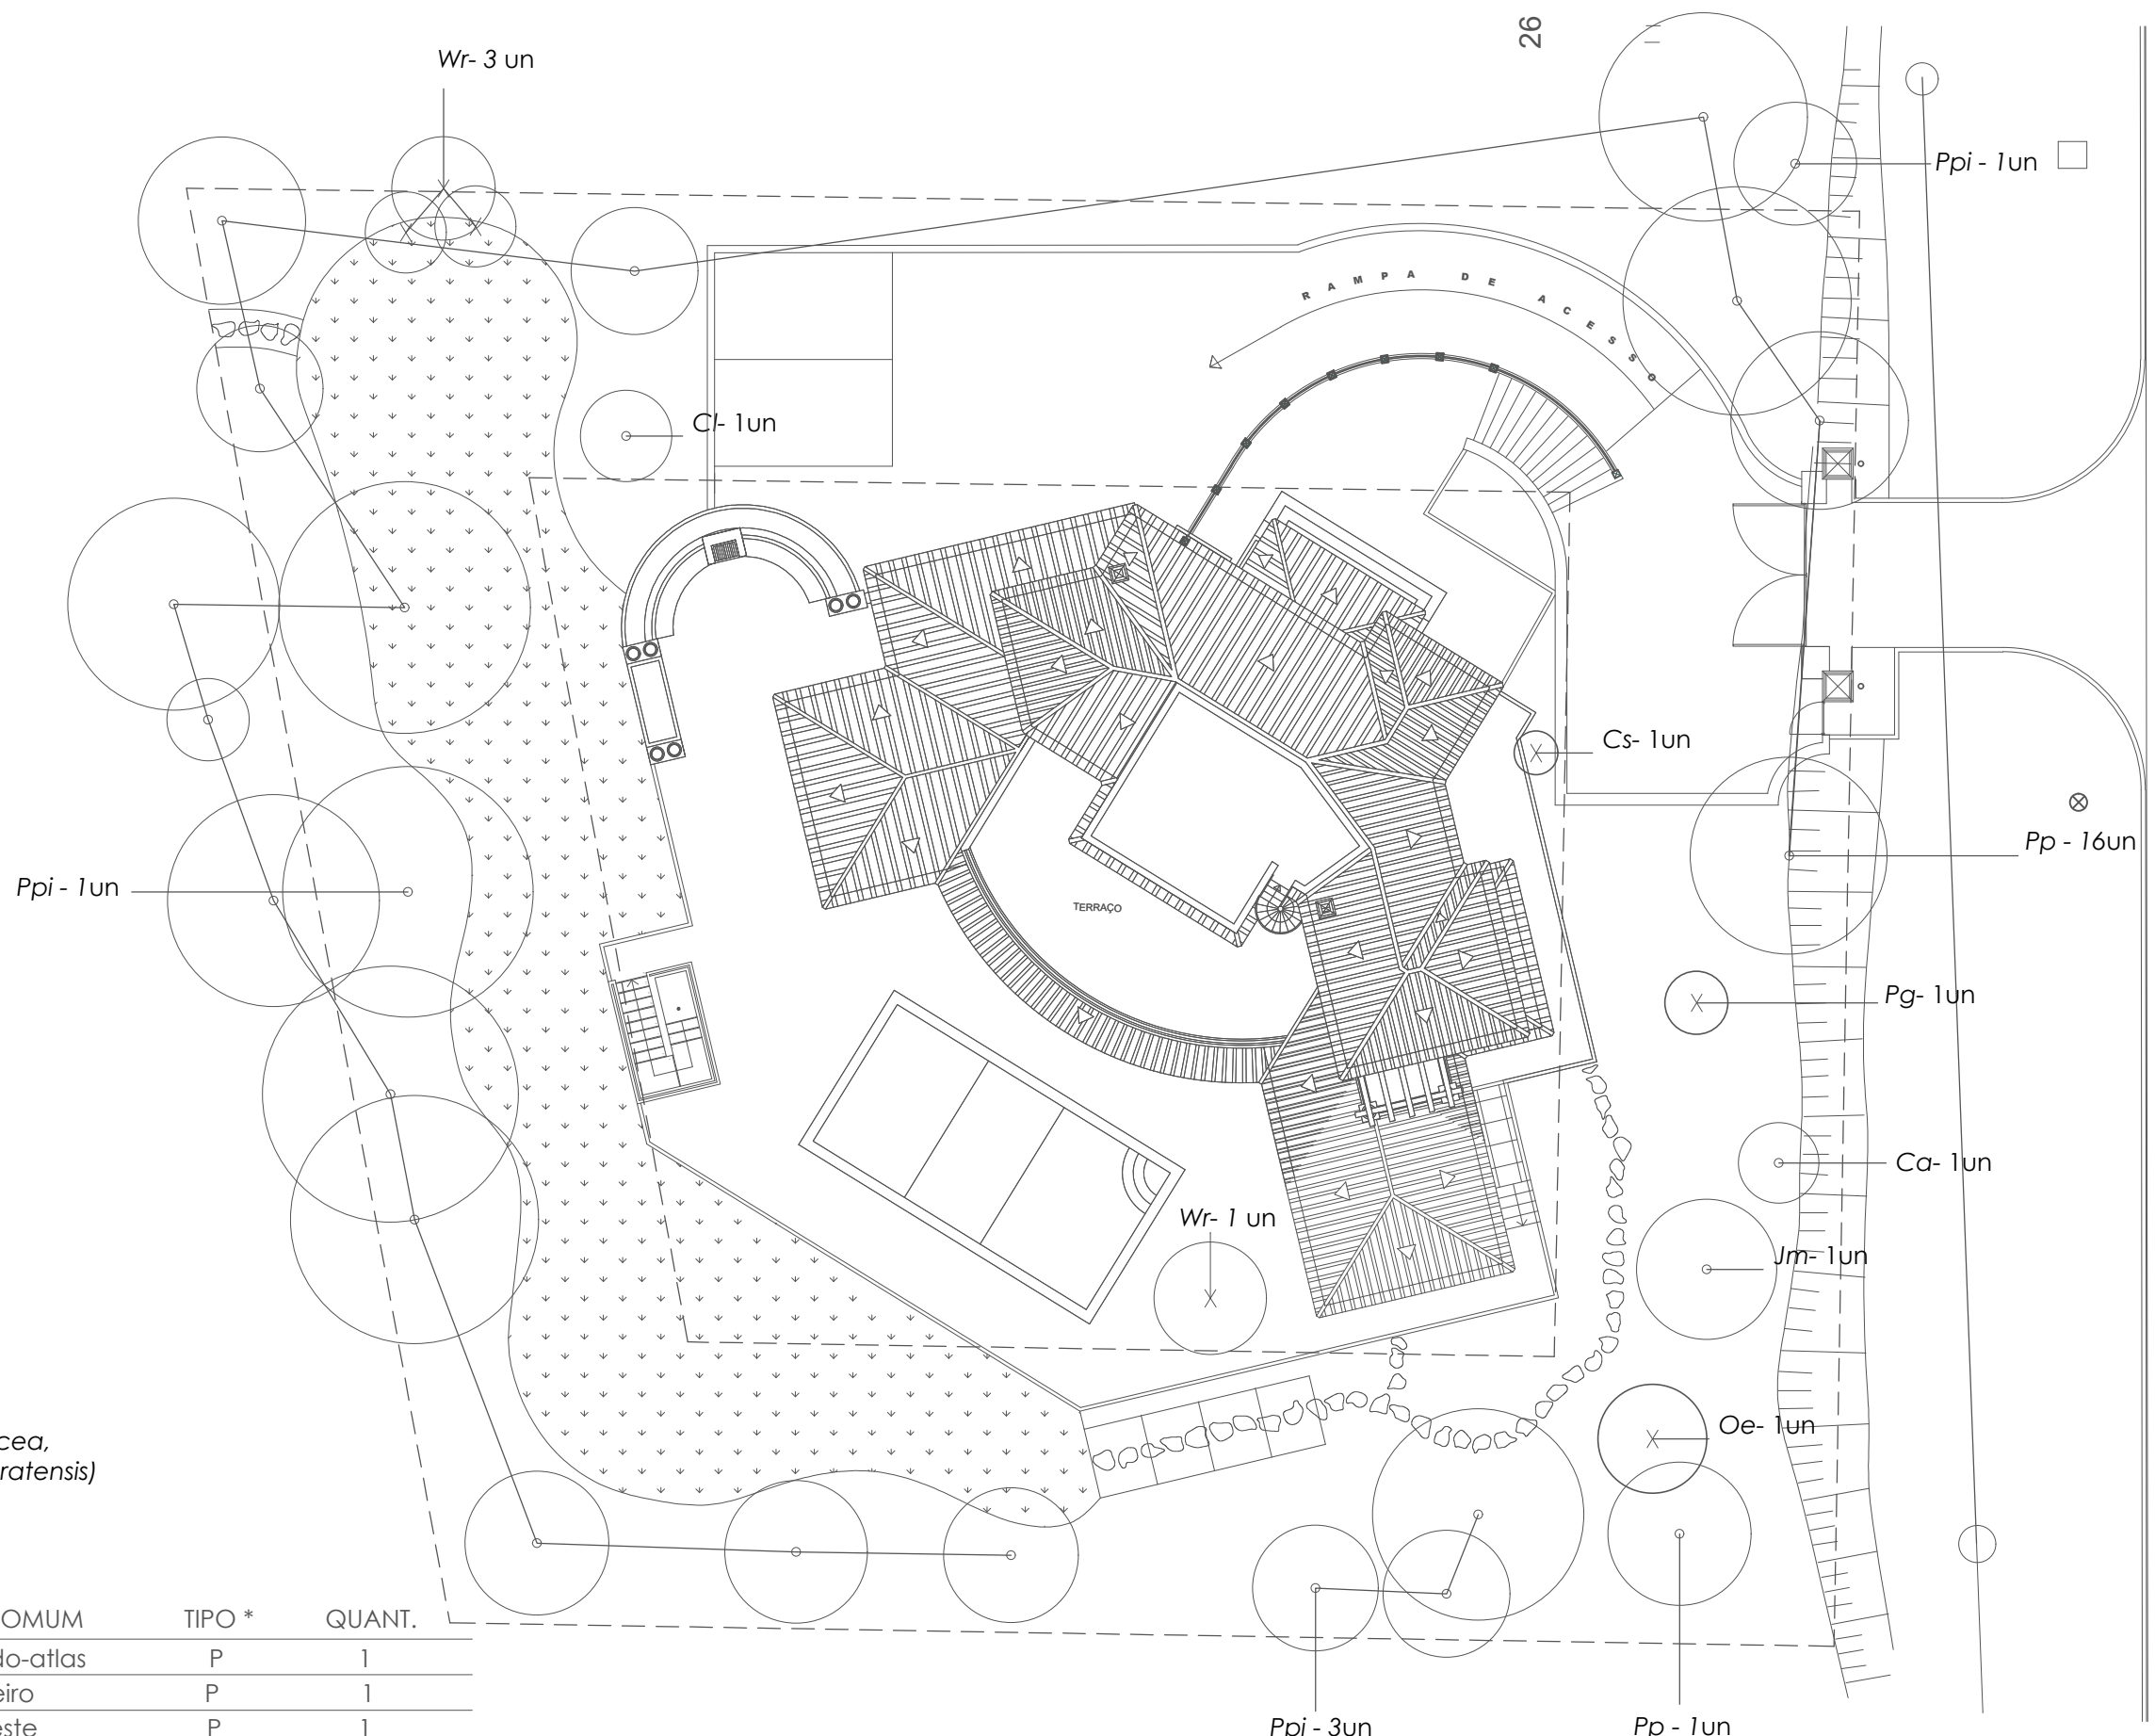 26
Wr- 3 un
Ppi - 1un
RAMPA DE ACESSO
Cl- 1un
Cs- 1un
Pp - 16un
Ppi - 1un
TERRAÇO
Pg- 1un
Ca- 1un
Wr- 1 un
Jm- 1un
Oe- 1un
cea,
ratensis)
OMUM TIPO * QUANT.
do-atlas P 1
eiro P 1
este P 1
Ppi - 3un
Pp - 1un